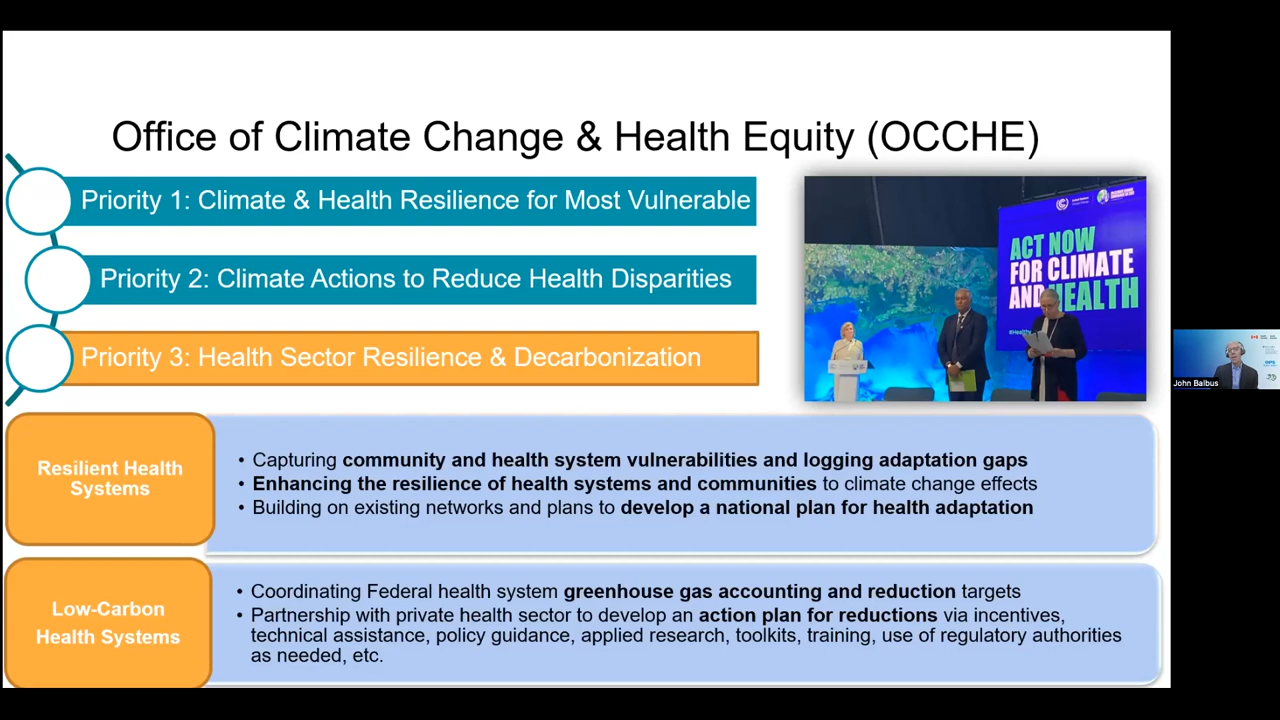 Office of Climate Change & Health Equity (OCCHE)
Priority 1: Climate & Health Resilience for Most Vulnerable
Priority 2: Climate Actions to Reduce Health Disparities
Priority 3: Health Sector Resilience & Decarbonization
ACT NOW
FOR CLIMATE
AND HEALTH
#Healthy
John Balbus
Resilient Health
Systems
• Capturing community and health system vulnerabilities and logging adaptation gaps
• Enhancing the resilience of health systems and communities to climate change effects
• Building on existing networks and plans to develop a national plan for health adaptation
Low-Carbon
Health Systems
• Coordinating Federal health system greenhouse gas accounting and reduction targets
• Partnership with private health sector to develop an action plan for reductions via incentives,
technical assistance, policy guidance, applied research, toolkits, training, use of regulatory authorities
as needed, etc.